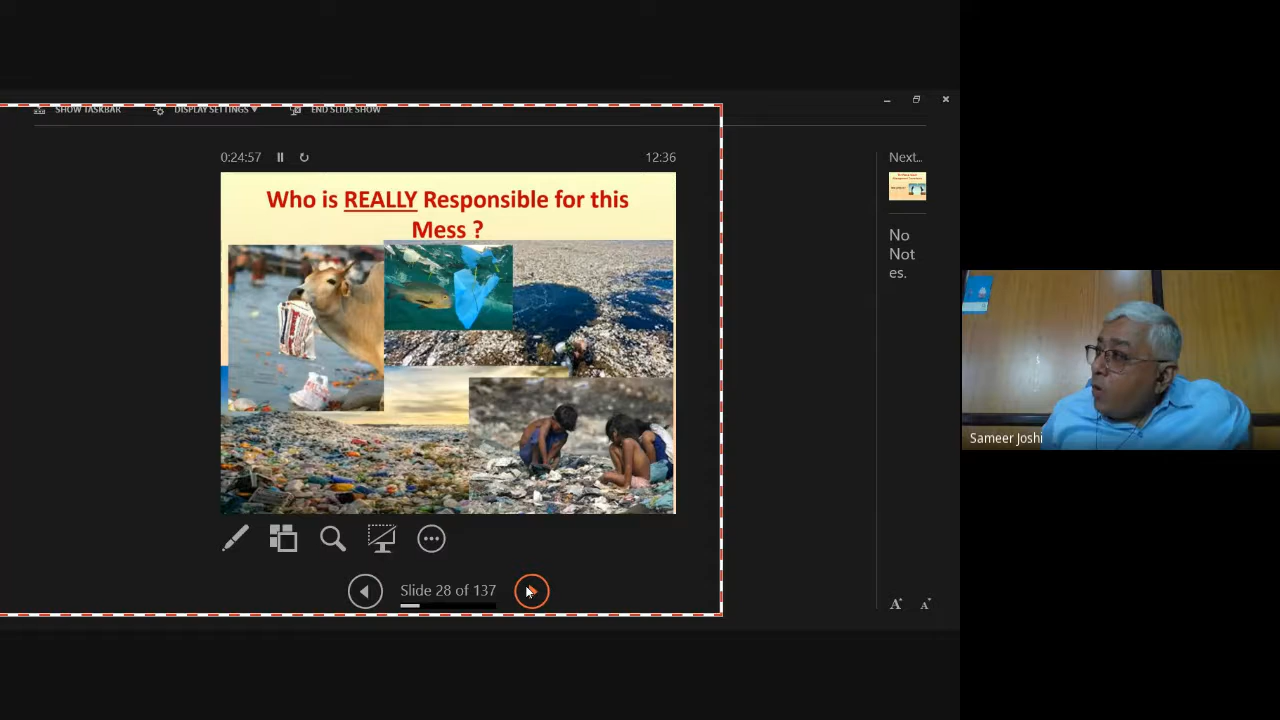 SHOW TASKBAR DISPLAY SETTINGS ▾ END SLIDE SHOW
0:24:57
12:36
Next...
Who is REALLY Responsible for this
Mess ?
No
Not
es.
Slide 28 of 137
A A
Sameer Joshi